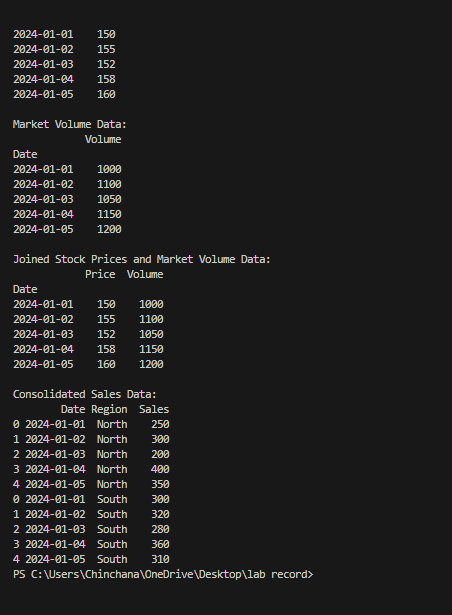 2024-01-01    150
2024-01-02    155
2024-01-03    152
2024-01-04    158
2024-01-05    160

Market Volume Data:
            Volume
Date
2024-01-01    1000
2024-01-02    1100
2024-01-03    1050
2024-01-04    1150
2024-01-05    1200

Joined Stock Prices and Market Volume Data:
            Price  Volume
Date
2024-01-01    150    1000
2024-01-02    155    1100
2024-01-03    152    1050
2024-01-04    158    1150
2024-01-05    160    1200

Consolidated Sales Data:
        Date Region  Sales
0 2024-01-01  North    250
1 2024-01-02  North    300
2 2024-01-03  North    200
3 2024-01-04  North    400
4 2024-01-05  North    350
0 2024-01-01  South    300
1 2024-01-02  South    320
2 2024-01-03  South    280
3 2024-01-04  South    360
4 2024-01-05  South    310
PS C:\Users\Chinchana\OneDrive\Desktop\lab record>